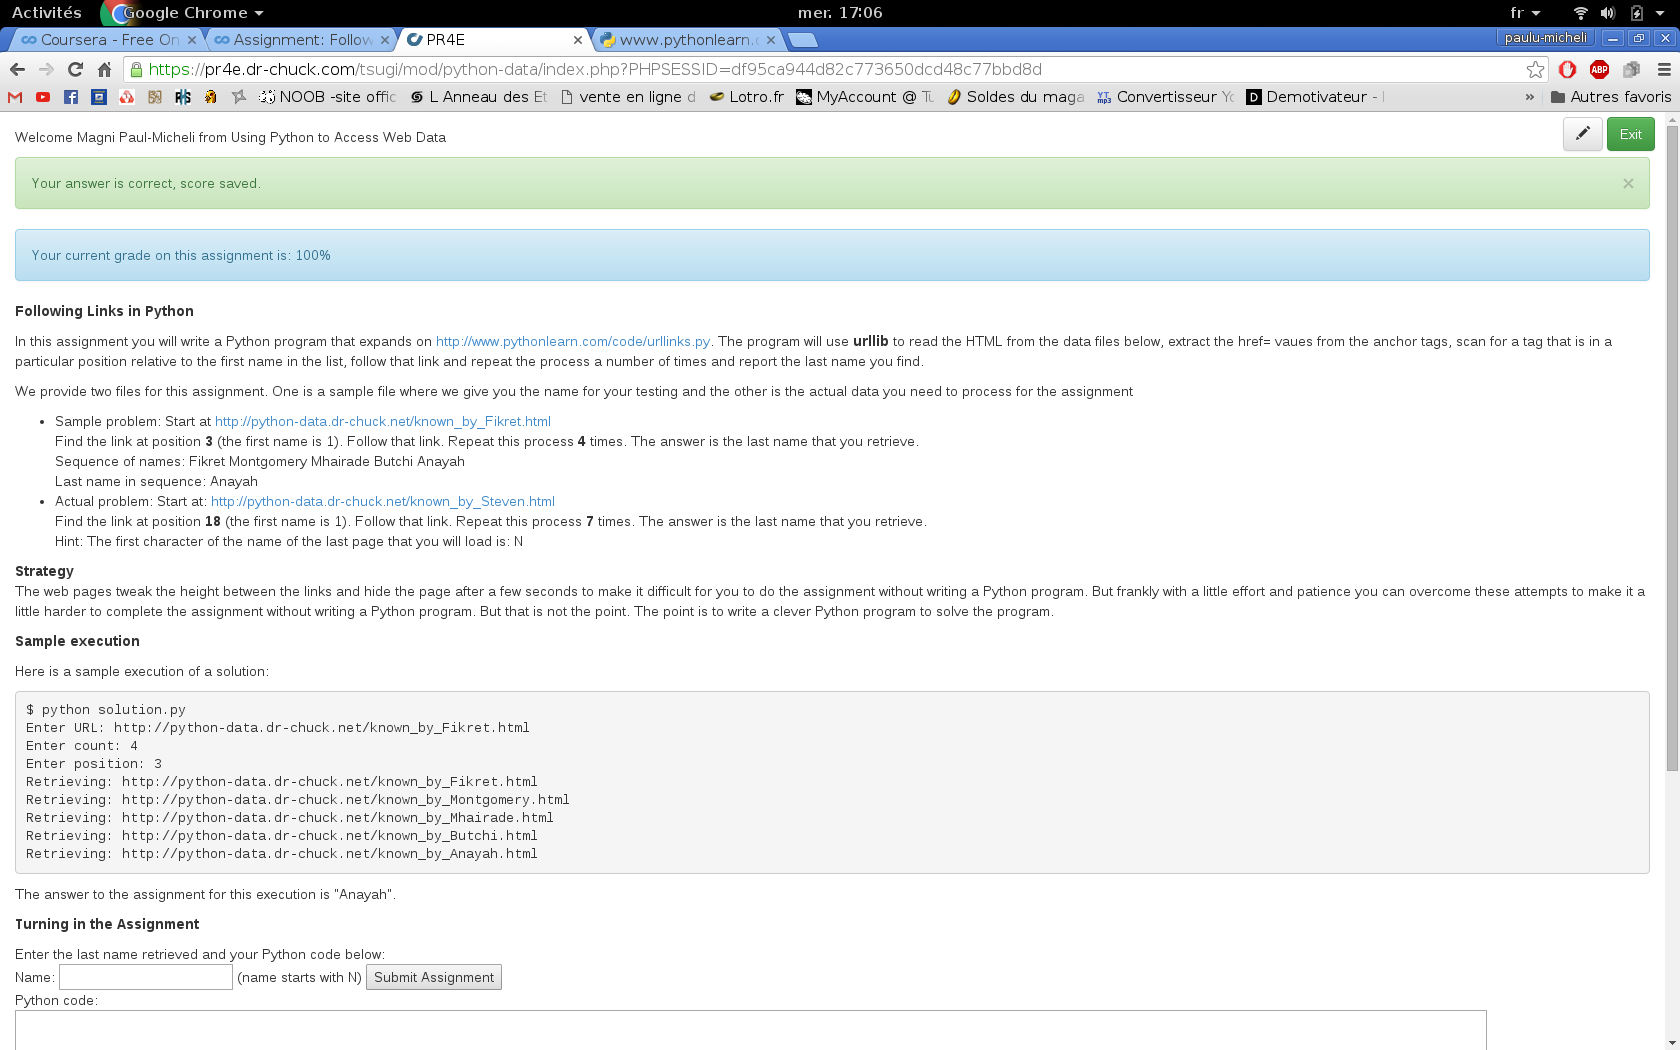 Activités Google Chrome mer. 17:06 fr
Coursera - Free On Assignment: Follow PR4E www.pythonlearn. paulu-micheli
https://pr4e.dr-chuck.com/tsugi/mod/python-data/index.php?PHPSESSID=df95ca944d82c773650dcd48c77bbd8d ABP
NOOB -site offic L Anneau des Et vente en ligne d Lotro.fr MyAccount @ Tu Soldes du maga Convertisseur Yo Demotivateur - » Autres favoris
Welcome Magni Paul-Micheli from Using Python to Access Web Data Exit
Your answer is correct, score saved. ×
Your current grade on this assignment is: 100%
Following Links in Python
In this assignment you will write a Python program that expands on http://www.pythonlearn.com/code/urllinks.py. The program will use urllib to read the HTML from the data files below, extract the href= vaues from the anchor tags, scan for a tag that is in a
particular position relative to the first name in the list, follow that link and repeat the process a number of times and report the last name you find.
We provide two files for this assignment. One is a sample file where we give you the name for your testing and the other is the actual data you need to process for the assignment
• Sample problem: Start at http://python-data.dr-chuck.net/known_by_Fikret.html
Find the link at position 3 (the first name is 1). Follow that link. Repeat this process 4 times. The answer is the last name that you retrieve.
Sequence of names: Fikret Montgomery Mhairade Butchi Anayah
Last name in sequence: Anayah
• Actual problem: Start at: http://python-data.dr-chuck.net/known_by_Steven.html
Find the link at position 18 (the first name is 1). Follow that link. Repeat this process 7 times. The answer is the last name that you retrieve.
Hint: The first character of the name of the last page that you will load is: N
Strategy
The web pages tweak the height between the links and hide the page after a few seconds to make it difficult for you to do the assignment without writing a Python program. But frankly with a little effort and patience you can overcome these attempts to make it a
little harder to complete the assignment without writing a Python program. But that is not the point. The point is to write a clever Python program to solve the program.
Sample execution
Here is a sample execution of a solution:
$ python solution.py
Enter URL: http://python-data.dr-chuck.net/known_by_Fikret.html
Enter count: 4
Enter position: 3
Retrieving: http://python-data.dr-chuck.net/known_by_Fikret.html
Retrieving: http://python-data.dr-chuck.net/known_by_Montgomery.html
Retrieving: http://python-data.dr-chuck.net/known_by_Mhairade.html
Retrieving: http://python-data.dr-chuck.net/known_by_Butchi.html
Retrieving: http://python-data.dr-chuck.net/known_by_Anayah.html
The answer to the assignment for this execution is "Anayah".
Turning in the Assignment
Enter the last name retrieved and your Python code below:
Name: (name starts with N) Submit Assignment
Python code: